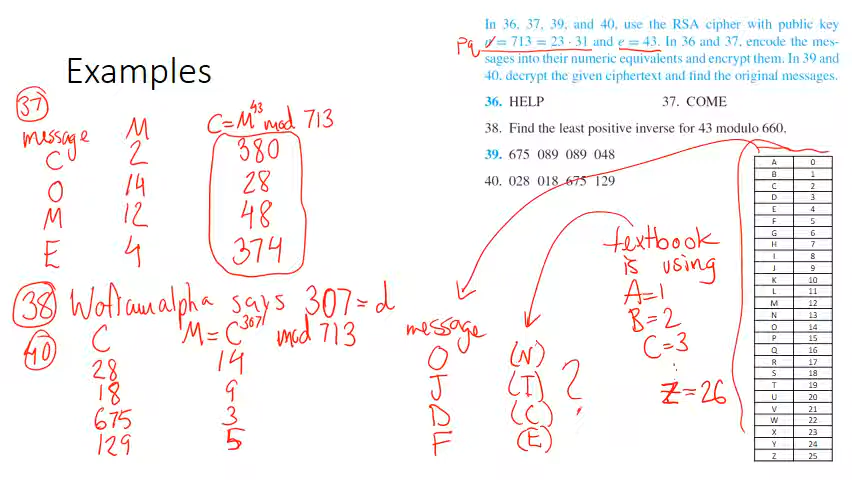 In 36, 37, 39, and 40, use the RSA cipher with public key
pq = 713 = 23 · 31 and e = 43. In 36 and 37, encode the mes-
sages into their numeric equivalents and encrypt them. In 39 and
40, decrypt the given ciphertext and find the original messages.
36. HELP 37. COME
38. Find the least positive inverse for 43 modulo 660.
39. 675 089 089 048
40. 028 018 675 129
Examples
37
message M C=M^43 mod 713
C 2 380
O 14 28
M 12 48
E 4 374
38 Wolframalpha says 307=d
40 C M=C^307 mod 713 message
28 14 O (N)
18 9 J (I) ?
675 3 D (C)
129 5 F (E)
textbook
is using
A=1
B=2
C=3
⋮
Z=26
A 0
B 1
C 2
D 3
E 4
F 5
G 6
H 7
I 8
J 9
K 10
L 11
M 12
N 13
O 14
P 15
Q 16
R 17
S 18
T 19
U 20
V 21
W 22
X 23
Y 24
Z 25